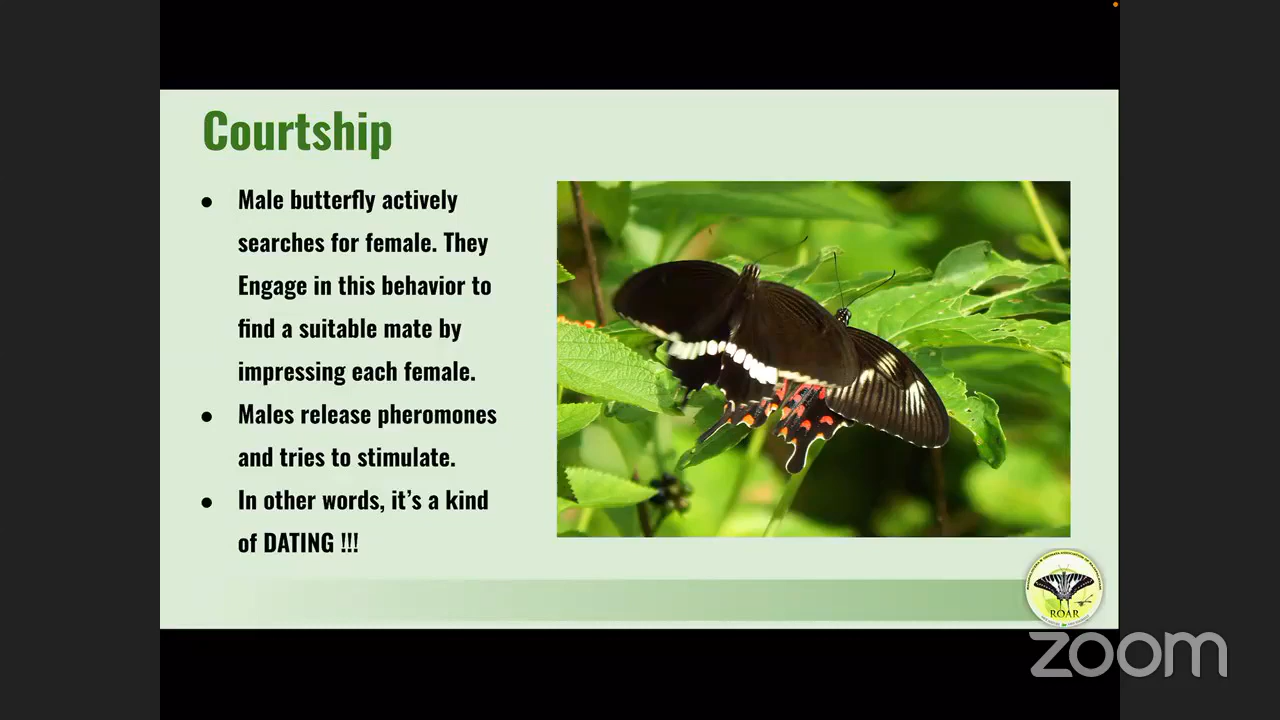 Courtship
● Male butterfly actively
searches for female. They
Engage in this behavior to
find a suitable mate by
impressing each female.
● Males release pheromones
and tries to stimulate.
● In other words, it’s a kind
of DATING !!!
ROAR
zoom